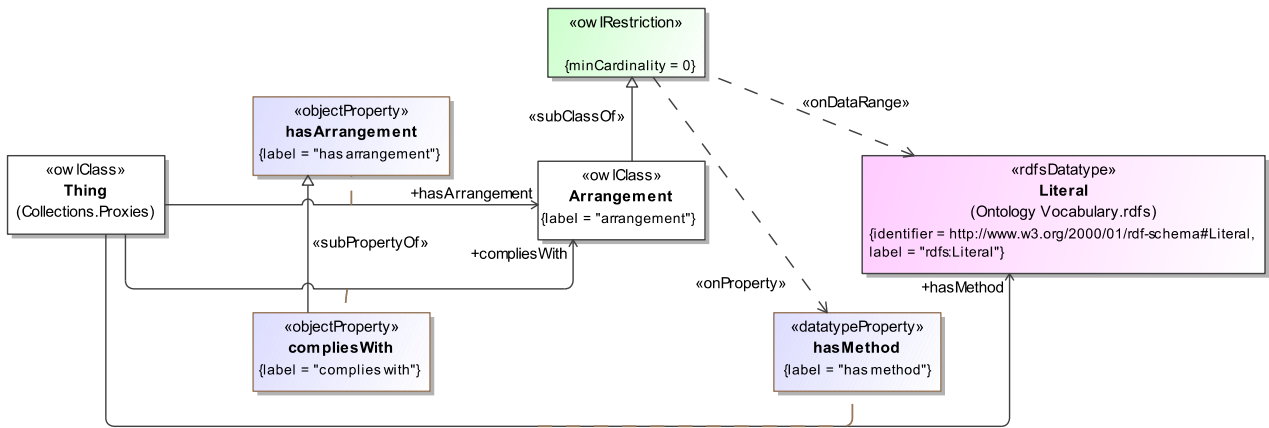 «owlRestriction»
{minCardinality = 0}
«onDataRange»
«objectProperty»
hasArrangement
{label = "has arrangement"}
«subClassOf»
«owlClass»
Thing
(Collections.Proxies)
+hasArrangement
«owlClass»
Arrangement
{label = "arrangement"}
«rdfsDatatype»
Literal
(Ontology Vocabulary.rdfs)
{identifier = http://www.w3.org/2000/01/rdf-schema#Literal,
label = "rdfs:Literal"}
«subPropertyOf»
+compliesWith
«onProperty»
+hasMethod
«objectProperty»
compliesWith
{label = "complies with"}
«datatypeProperty»
hasMethod
{label = "has method"}